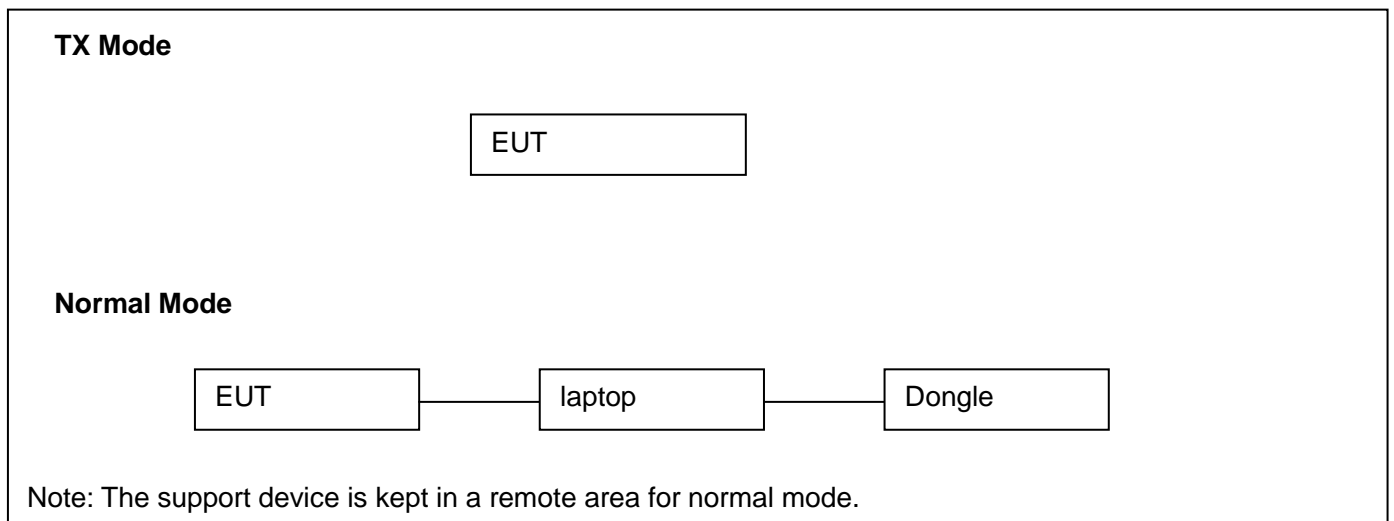 TX Mode
EUT
Normal Mode
EUT laptop Dongle
Note: The support device is kept in a remote area for normal mode.